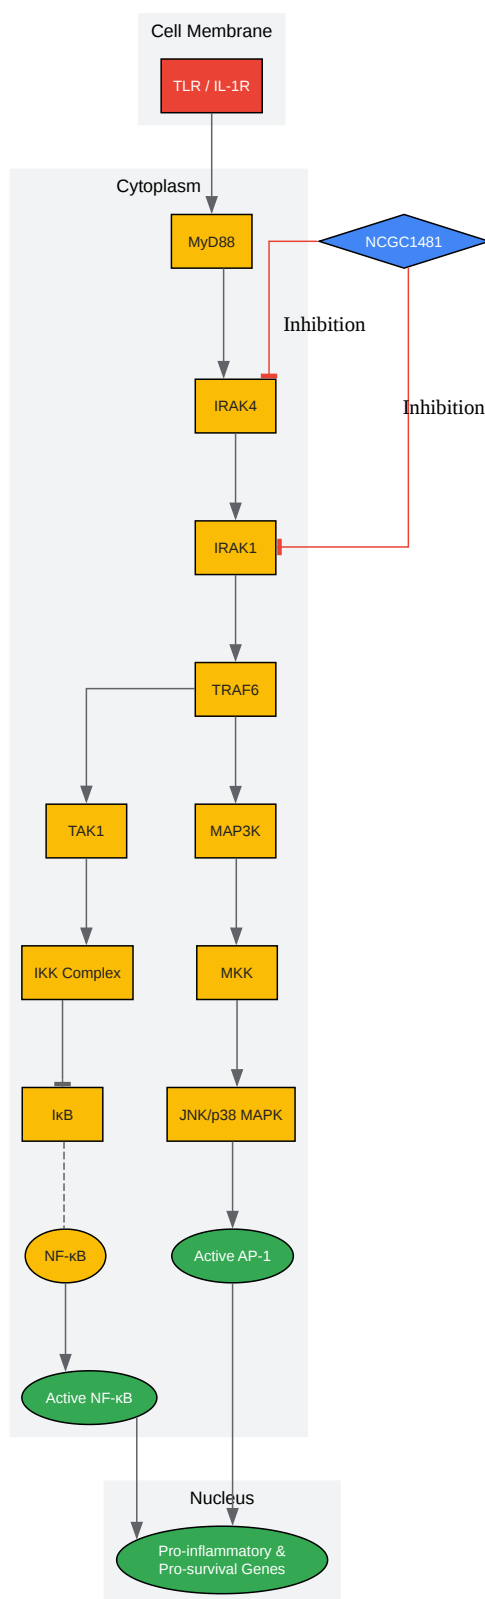 Cell Membrane
TLR / IL-1R
Cytoplasm
MyD88
NCGC1481
Inhibition
IRAK4
Inhibition
IRAK1
TRAF6
TAK1
MAP3K
IKK Complex
MKK
IκB
JNK/p38 MAPK
NF-κB
Active AP-1
Active NF-κB
Nucleus
Pro-inflammatory &
Pro-survival Genes